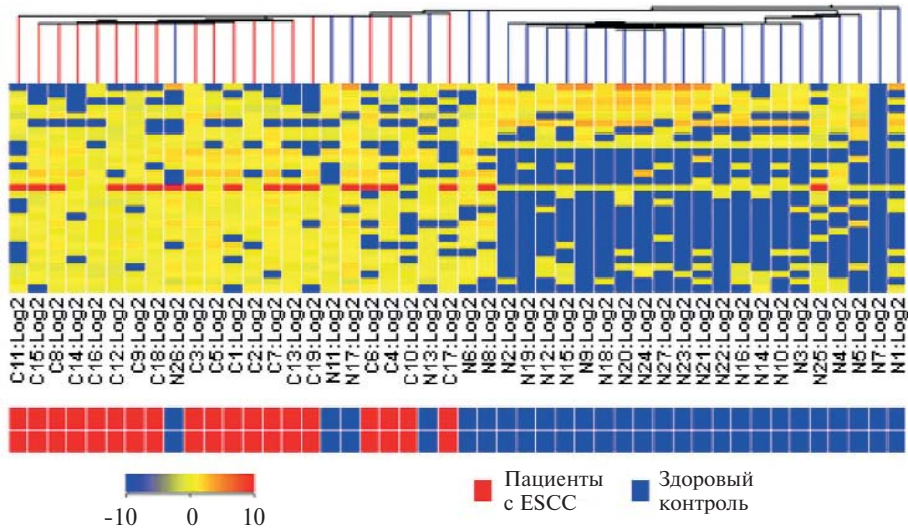 C11:Log2
C15:Log2
C8:Log2
C14:Log2
C16:Log2
C12:Log2
C9:Log2
C18:Log2
N26:Log2
C3:Log2
C5:Log2
C1:Log2
C2:Log2
C7:Log2
C13:Log2
C19:Log2
N11:Log2
N17:Log2
C6:Log2
C4:Log2
C10:Log2
N13:Log2
C17:Log2
N6:Log2
N8:Log2
N2:Log2
N19:Log2
N12:Log2
N15:Log2
N9:Log2
N18:Log2
N20:Log2
N24:Log2
N27:Log2
N23:Log2
N21:Log2
N22:Log2
N16:Log2
N14:Log2
N10:Log2
N3:Log2
N25:Log2
N4:Log2
N5:Log2
N7:Log2
N1:Log2
-10 0 10
Пациенты
с ESCC
Здоровый
контроль